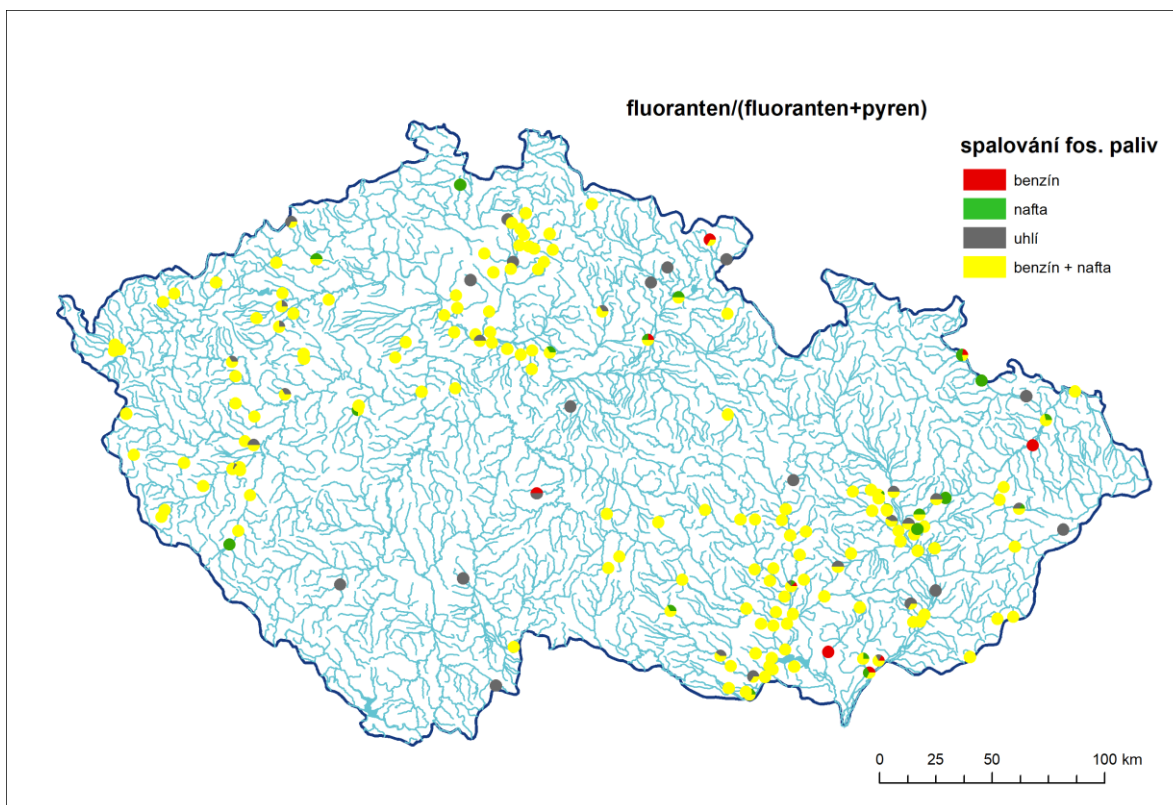 fluoranten/(fluoranten+pyren)
spalování fos. paliv
benzín
nafta
uhlí
benzín + nafta
0 25 50 100 km